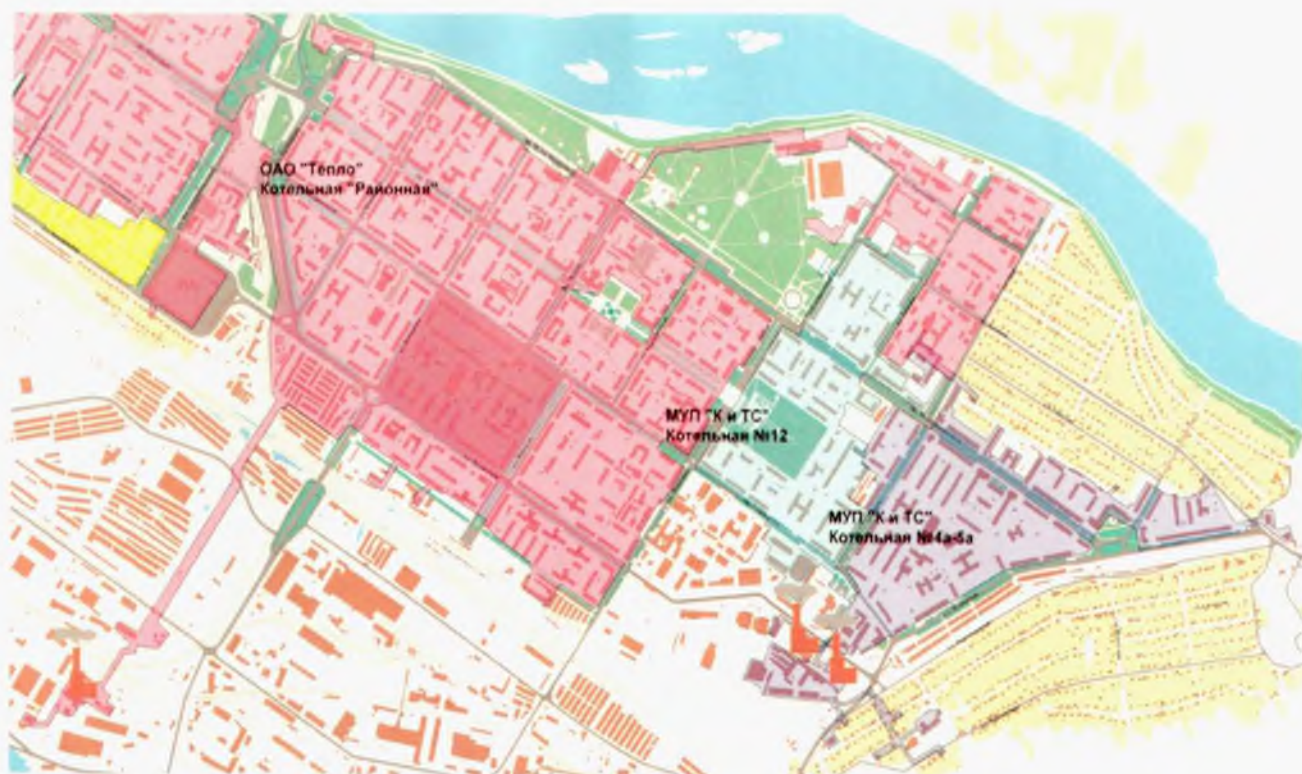 ОАО "Тепло"
Котельная "Районная"
МУП "К и ТС"
Котельная №12
МУП "К и ТС"
Котельная №4а-5а